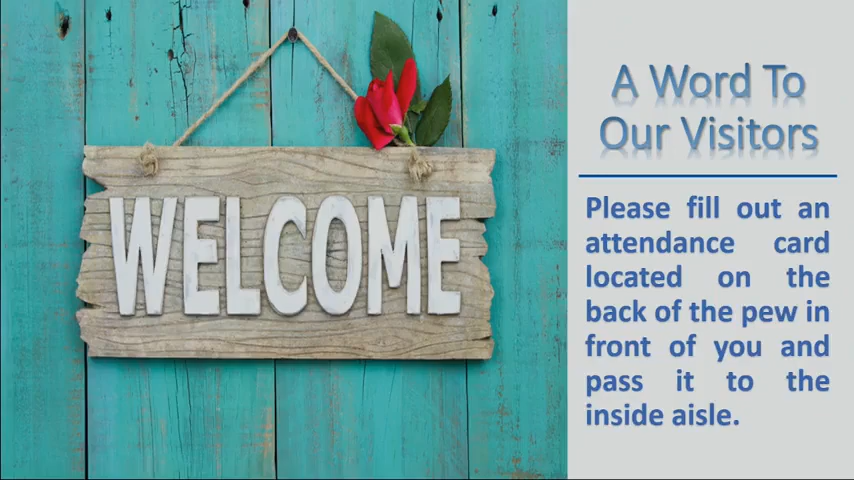 WELCOME
A Word To
Our Visitors
Please fill out an
attendance card
located on the
back of the pew in
front of you and
pass it to the
inside aisle.